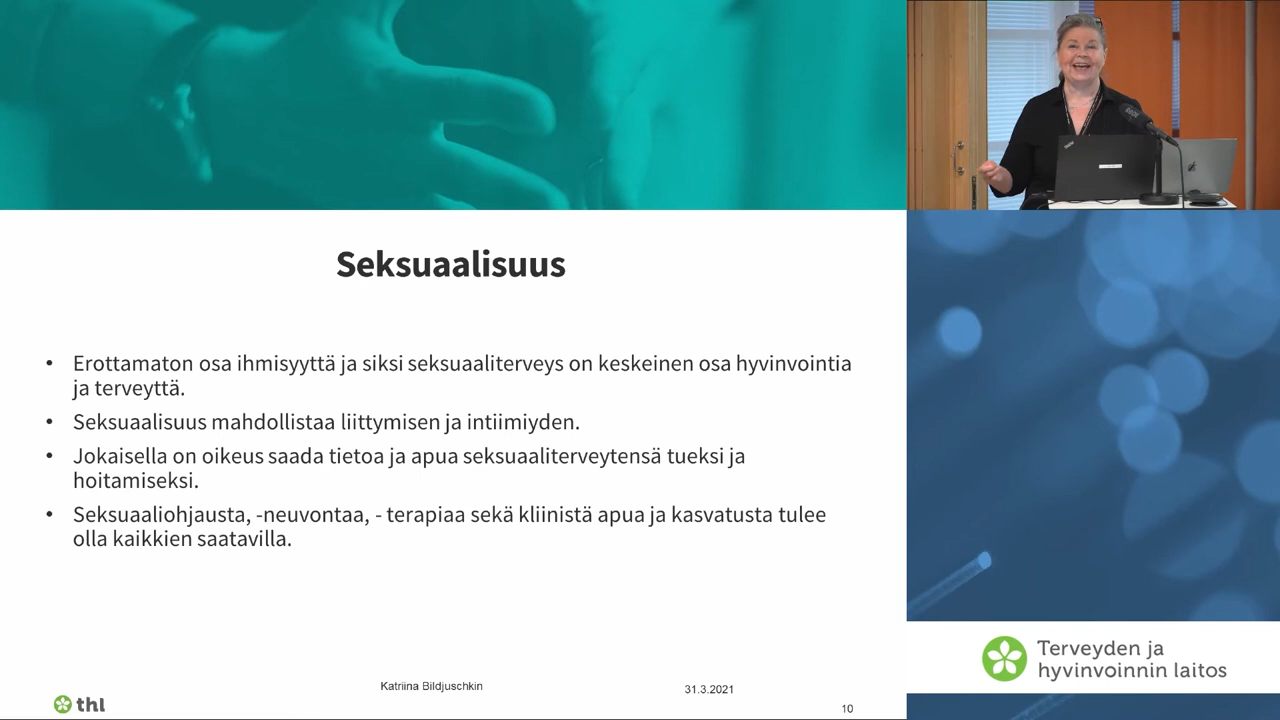 Seksuaalisuus
• Erottamaton osa ihmisyyttä ja siksi seksuaaliterveys on keskeinen osa hyvinvointia
ja terveyttä.
• Seksuaalisuus mahdollistaa liittymisen ja intiimiyden.
• Jokaisella on oikeus saada tietoa ja apua seksuaaliterveytensä tueksi ja
hoitamiseksi.
• Seksuaaliohjausta, -neuvontaa, - terapiaa sekä kliinistä apua ja kasvatusta tulee
olla kaikkien saatavilla.
Terveyden ja
hyvinvoinnin laitos
thl
Katriina Bildjuschkin
31.3.2021
10